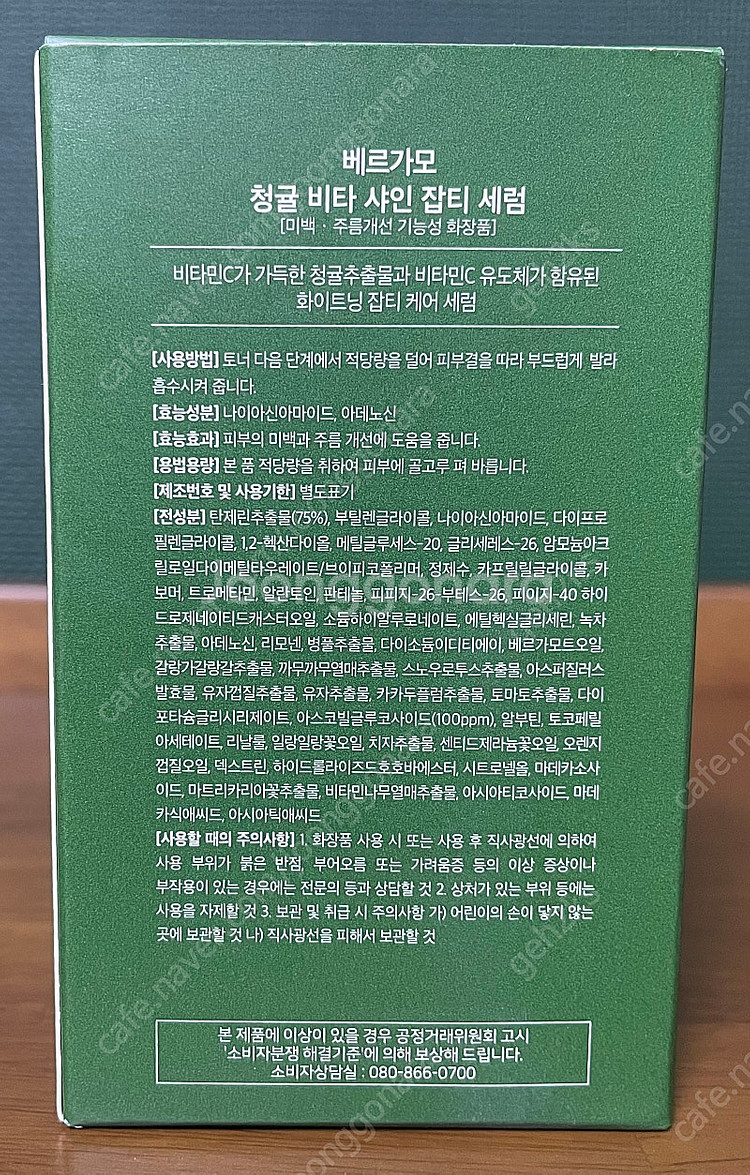 베르가모
청귤 비타 샤인 잡티 세럼
[미백 · 주름개선 기능성 화장품]
비타민C가 가득한 청귤추출물과 비타민C 유도체가 함유된
화이트닝 잡티 케어 세럼
[사용방법] 토너 다음 단계에서 적당량을 덜어 피부결을 따라 부드럽게 발라
흡수시켜 줍니다.
[효능성분] 나이아신아마이드, 아데노신
[효능효과] 피부의 미백과 주름 개선에 도움을 줍니다.
[용법용량] 본 품 적당량을 취하여 피부에 골고루 펴 바릅니다.
[제조번호 및 사용기한] 별도표기
[전성분] 탄제린추출물(75%), 부틸렌글라이콜, 나이아신아마이드, 다이프로
필렌글라이콜, 1,2-헥산다이올, 메틸글루세스-20, 글리세레스-26, 암모늄아크
릴로일다이메틸타우레이트/브이피코폴리머, 정제수, 카프릴릴글라이콜, 카
보머, 트로메타민, 알란토인, 판테놀, 피피지-26-부테스-26, 피이지-40 하이
드로제네이티드캐스터오일, 소듐하이알루로네이트, 에틸헥실글리세린, 녹차
추출물, 아데노신, 리모넨, 병풀추출물, 다이소듐이디티에이, 베르가모트오일,
갈랑가갈랑갈추출물, 까무까무열매추출물, 스노우로투스추출물, 아스퍼질러스
발효물, 유자껍질추출물, 유자추출물, 카카두플럼추출물, 토마토추출물, 다이
포타슘글리시리제이트, 아스코빌글루코사이드(100ppm), 알부틴, 토코페릴
아세테이트, 리날룰, 일랑일랑꽃오일, 치자추출물, 센티드제라늄꽃오일, 오렌지
껍질오일, 덱스트린, 하이드롤라이즈드호호바에스터, 시트로넬올, 마데카소사
이드, 마트리카리아꽃추출물, 비타민나무열매추출물, 아시아티코사이드, 마데
카식애씨드, 아시아틱애씨드
[사용할 때의 주의사항] 1. 화장품 사용 시 또는 사용 후 직사광선에 의하여
사용 부위가 붉은 반점, 부어오름 또는 가려움증 등의 이상 증상이나
부작용이 있는 경우에는 전문의 등과 상담할 것 2. 상처가 있는 부위 등에는
사용을 자제할 것 3. 보관 및 취급 시 주의사항 가) 어린이의 손이 닿지 않는
곳에 보관할 것 나) 직사광선을 피해서 보관할 것
본 제품에 이상이 있을 경우 공정거래위원회 고시
'소비자분쟁 해결기준'에 의해 보상해 드립니다.
소비자상담실 : 080-866-0700